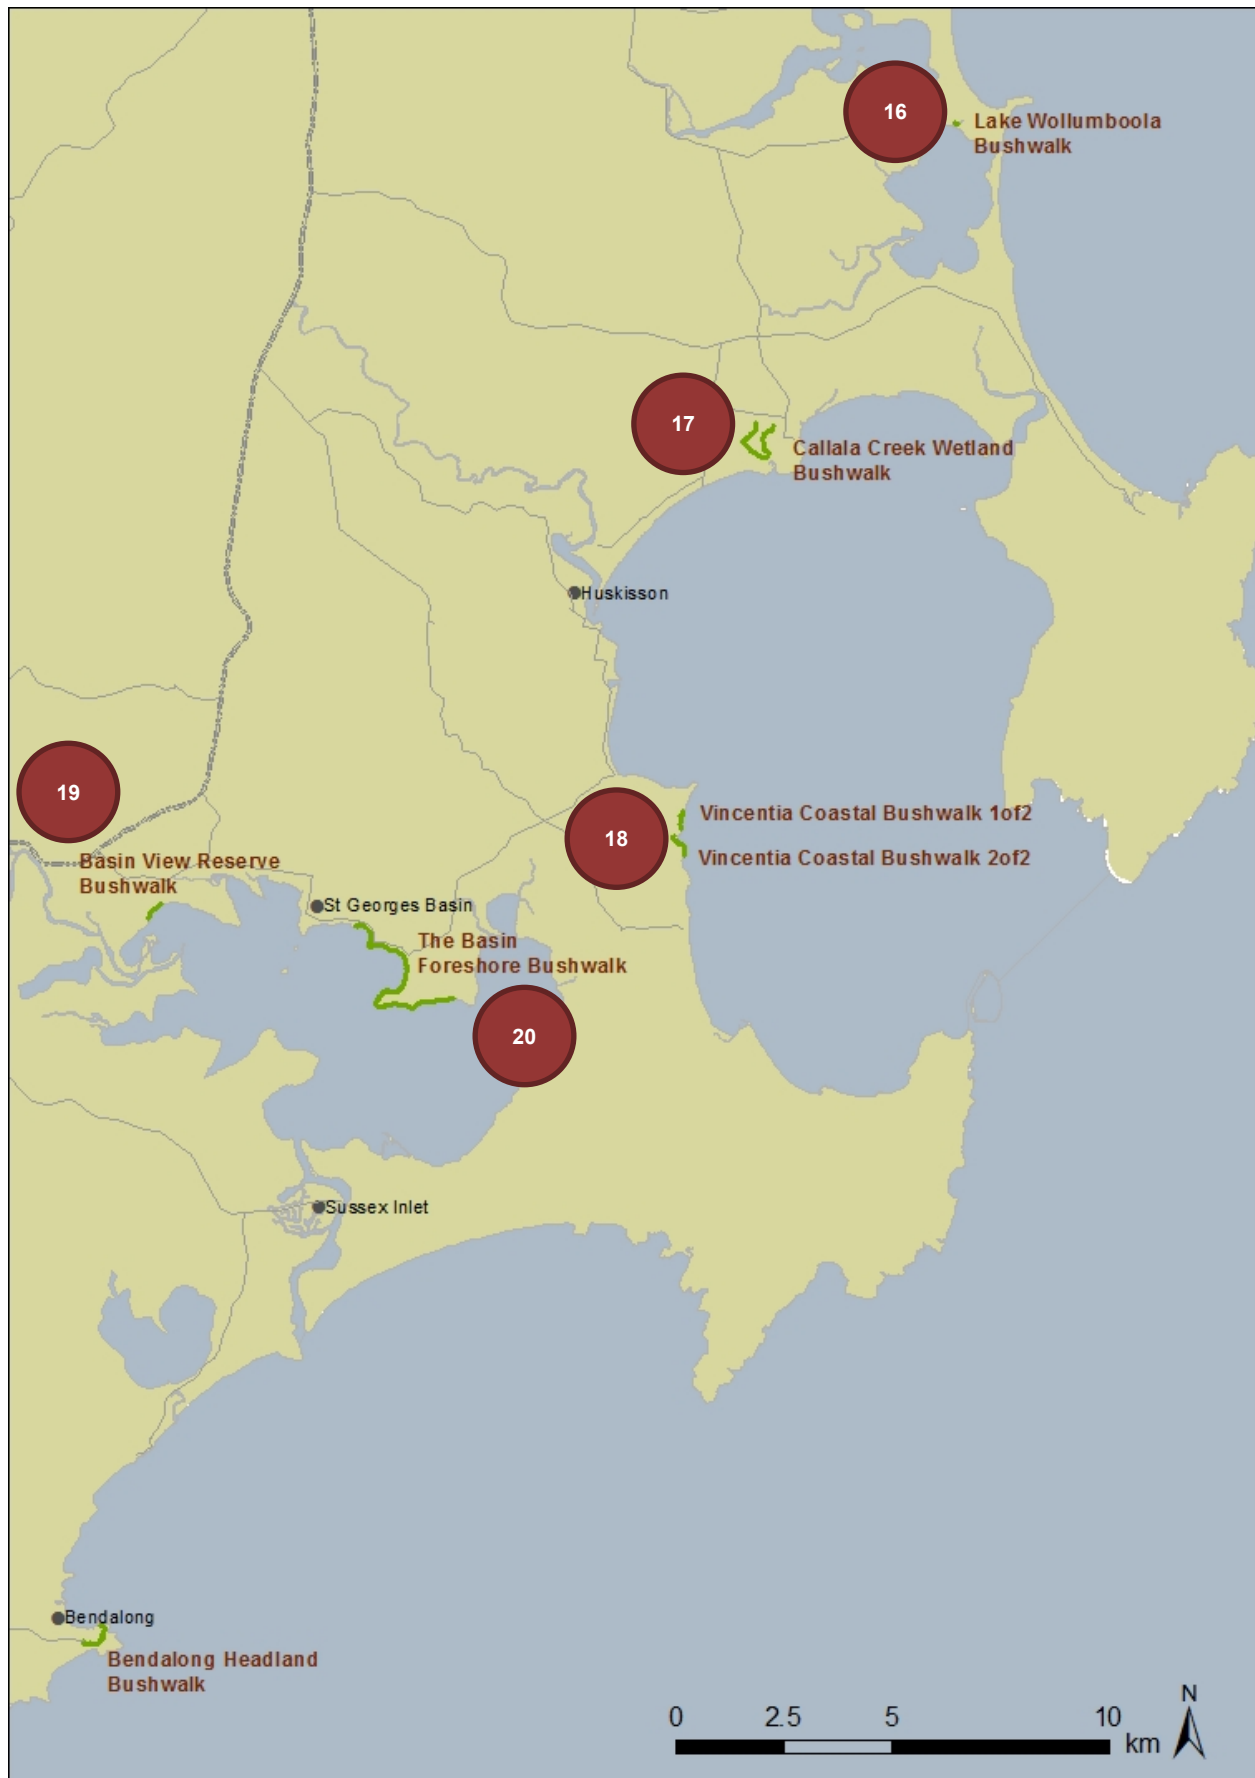 16
Lake Wollumboola
Bushwalk
17
Callala Creek Wetland
Bushwalk
Huskisson
19
18
Vincentia Coastal Bushwalk 1of2
Vincentia Coastal Bushwalk 2of2
Basin View Reserve
Bushwalk
St Georges Basin
The Basin
Foreshore Bushwalk
20
Sussex Inlet
Bendalong
Bendalong Headland
Bushwalk
N
0 2.5 5 10
km